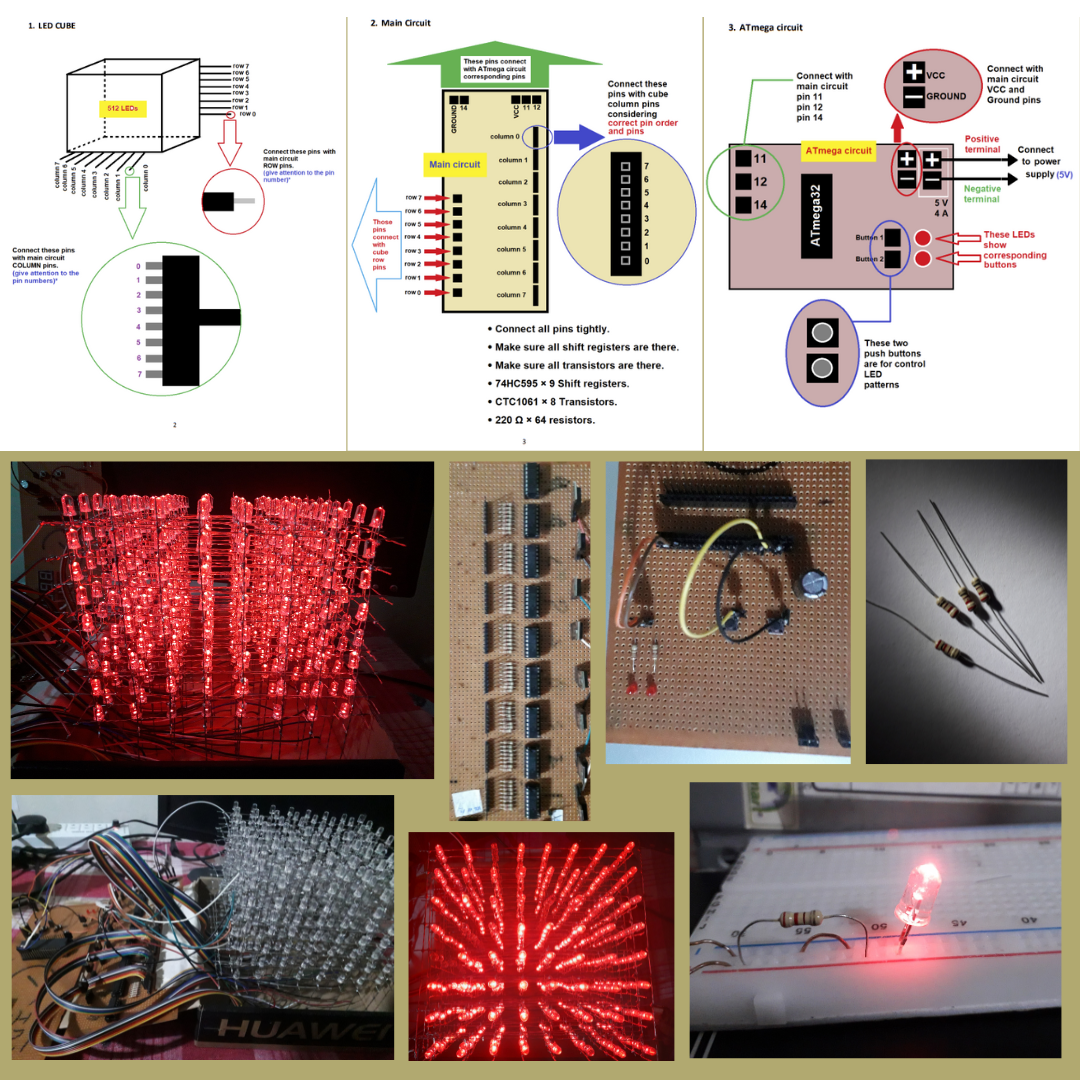 1. LED CUBE
512 LEDs
row 7
row 6
row 5
row 4
row 3
row 2
row 1
row 0
column 7
column 6
column 5
column 4
column 3
column 2
column 1
column 0
Connect these pins with
main circuit
ROW pins.
(give attention to the pin
number)*
Connect these pins
with main circuit
COLUMN pins.
(give attention to the
pin numbers)*
0
1
2
3
4
5
6
7
2
2. Main Circuit
These pins connect
with ATmega circuit
corresponding pins
GROUND
14
VCC
11
12
column 0
column 1
column 2
column 3
column 4
column 5
column 6
column 7
Main circuit
row 7
row 6
row 5
row 4
row 3
row 2
row 1
row 0
Those
pins
connect
with
cube
row
pins
Connect these
pins with cube
column pins
considering
correct pin order
and pins
7
6
5
4
3
2
1
0
• Connect all pins tightly.
• Make sure all shift registers are there.
• Make sure all transistors are there.
• 74HC595 × 9 Shift registers.
• CTC1061 × 8 Transistors.
• 220 Ω × 64 resistors.
3
3. ATmega circuit
Connect with
main circuit
pin 11
pin 12
pin 14
+ VCC
− GROUND
Connect with
main circuit
VCC and
Ground pins
11
12
14
ATmega circuit
ATmega32
+ +
− −
5 V
4 A
Positive
terminal
Negative
terminal
Connect
to power
supply (5V)
Button 1
Button 2
These LEDs
show
corresponding
buttons
These two
push buttons
are for control
LED
patterns
HUAWEI
55
50
45
40